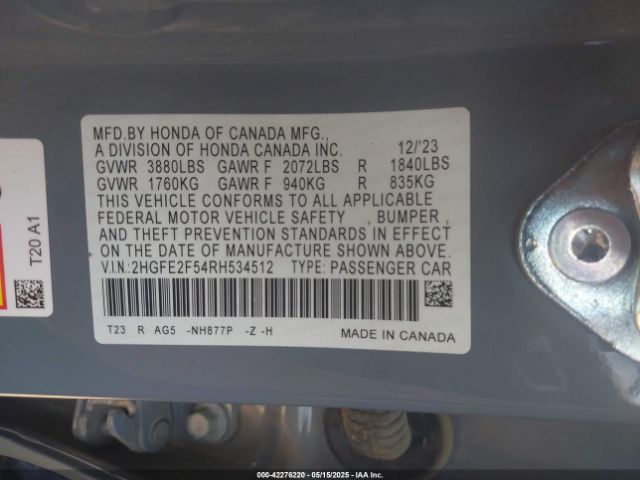 MFD.BY HONDA OF CANADA MFG.,
A DIVISION OF HONDA CANADA INC. 12/'23
GVWR 3880LBS GAWR F 2072LBS R 1840LBS
GVWR 1760KG GAWR F 940KG R 835KG
THIS VEHICLE CONFORMS TO ALL APPLICABLE
FEDERAL MOTOR VEHICLE SAFETY , BUMPER ,
AND THEFT PREVENTION STANDARDS IN EFFECT
ON THE DATE OF MANUFACTURE SHOWN ABOVE.
V.I.N.:2HGFE2F54RH534512 TYPE: PASSENGER CAR
T23 R AG5 -NH877P -Z -H MADE IN CANADA
T20 A1
000-42276220 - 05/15/2025 - IAA Inc.